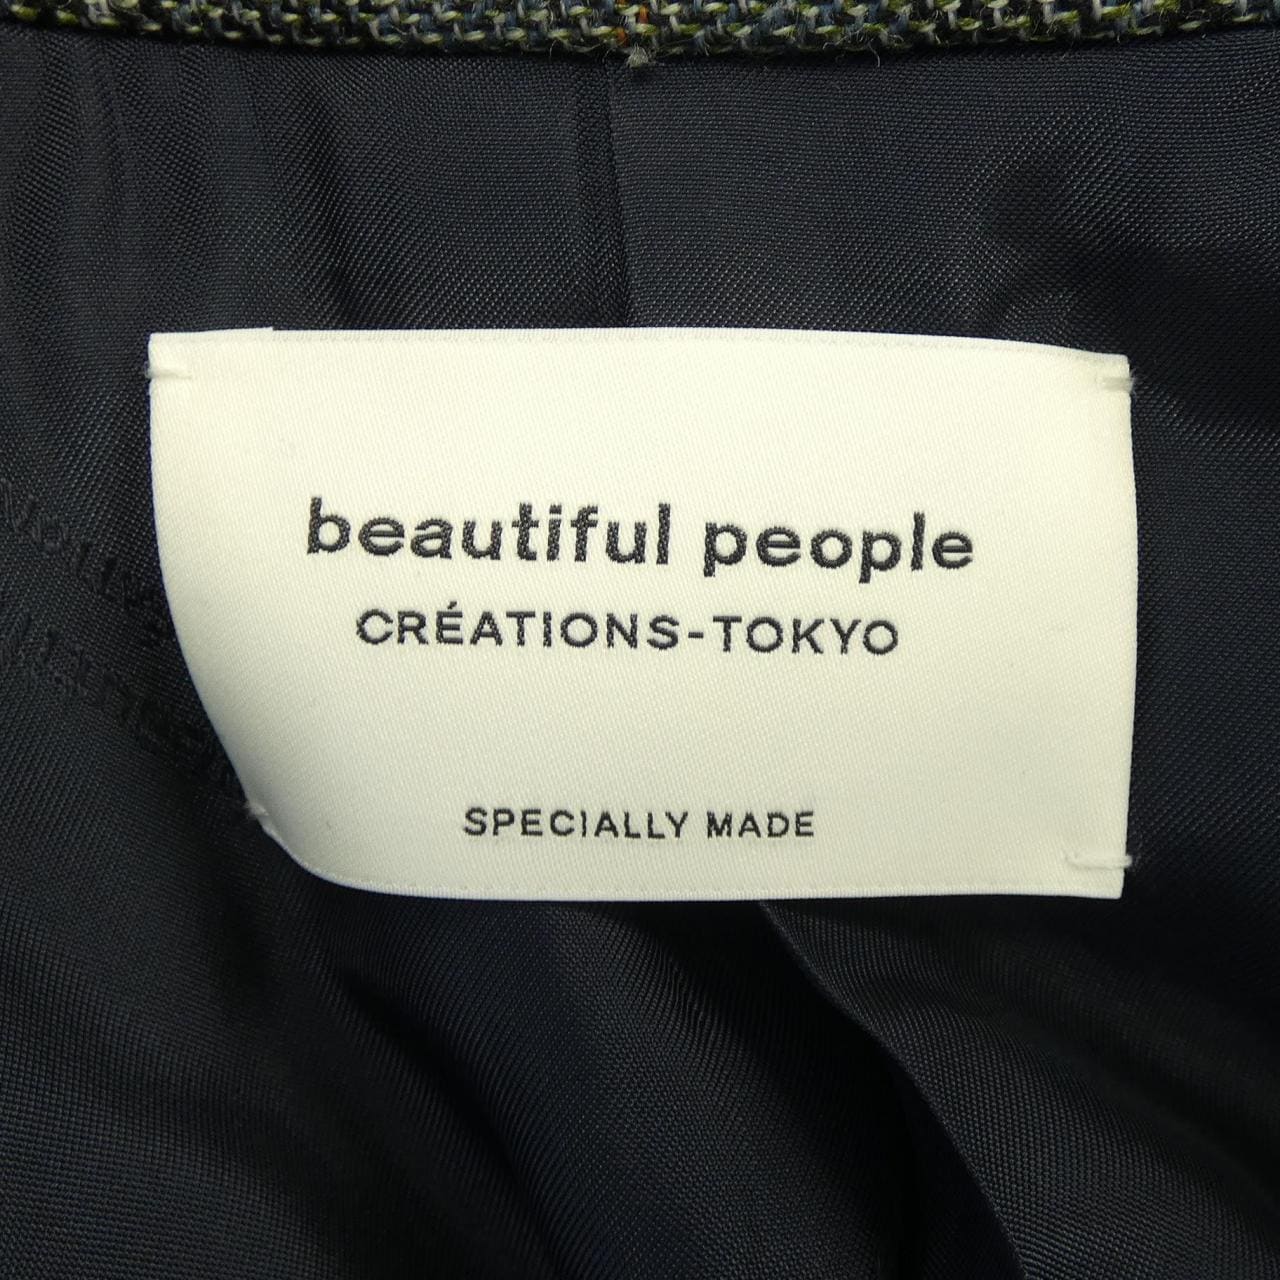 beautiful people
CRÉATIONS-TOKYO
SPECIALLY MADE